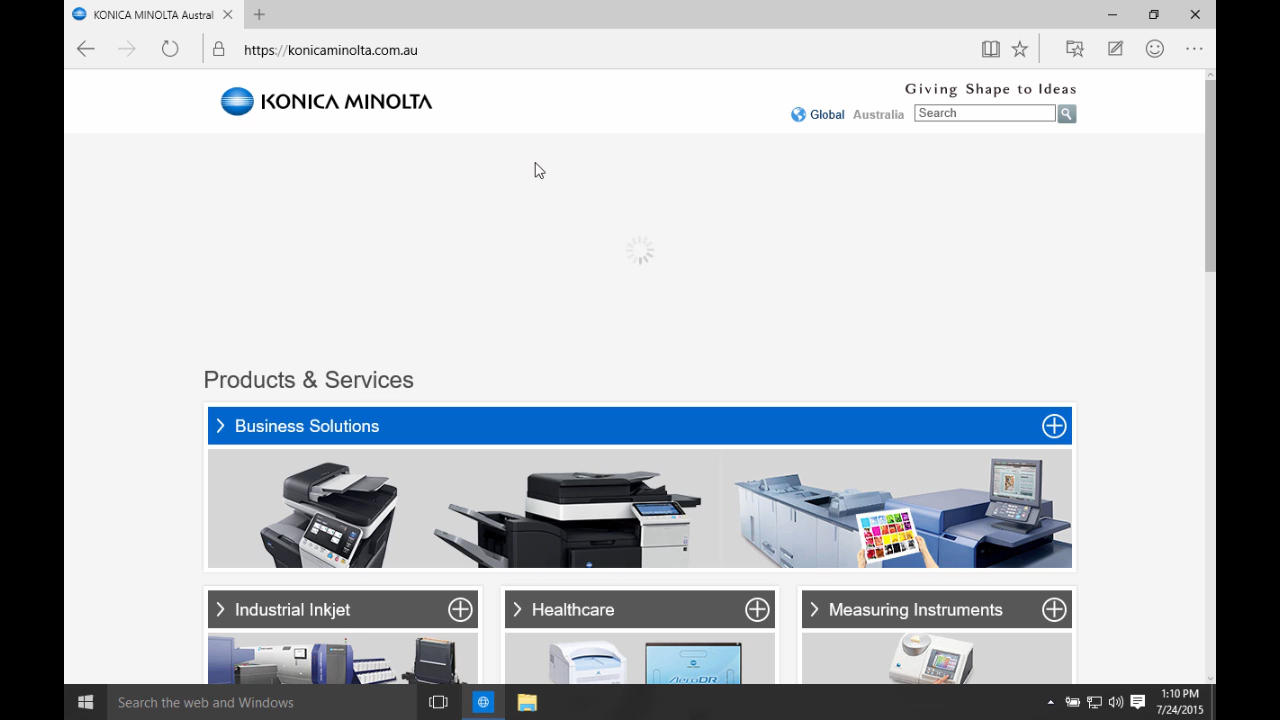 KONICA MINOLTA Austral
https://konicaminolta.com.au
KONICA MINOLTA
Giving Shape to Ideas
Global Australia Search
Products & Services
Business Solutions
Industrial Inkjet
Healthcare
Measuring Instruments
AeroDR
Search the web and Windows
1:10 PM
7/24/2015